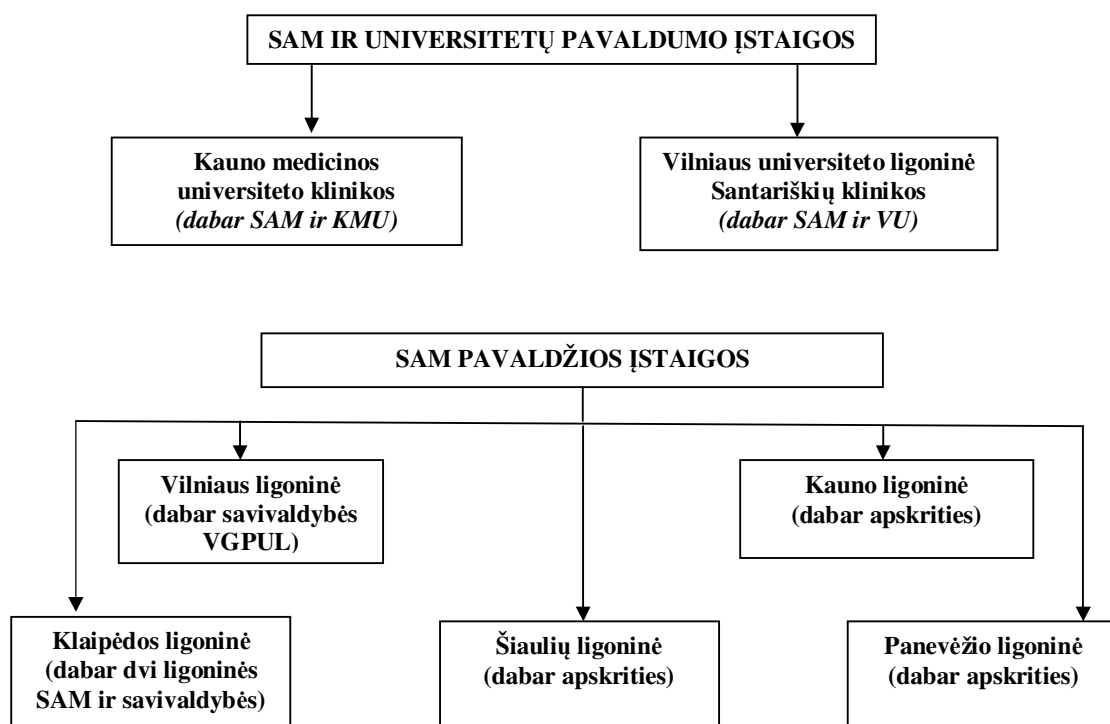 SAM IR UNIVERSITETŲ PAVALDUMO ĮSTAIGOS
Kauno medicinos
universiteto klinikos
(dabar SAM ir KMU)
Vilniaus universiteto ligoninė
Santariškių klinikos
(dabar SAM ir VU)
SAM PAVALDŽIOS ĮSTAIGOS
Vilniaus ligoninė
(dabar savivaldybės
VGPUL)
Kauno ligoninė
(dabar apskrities)
Klaipėdos ligoninė
(dabar dvi ligoninės
SAM ir savivaldybės)
Šiaulių ligoninė
(dabar apskrities)
Panevėžio ligoninė
(dabar apskrities)